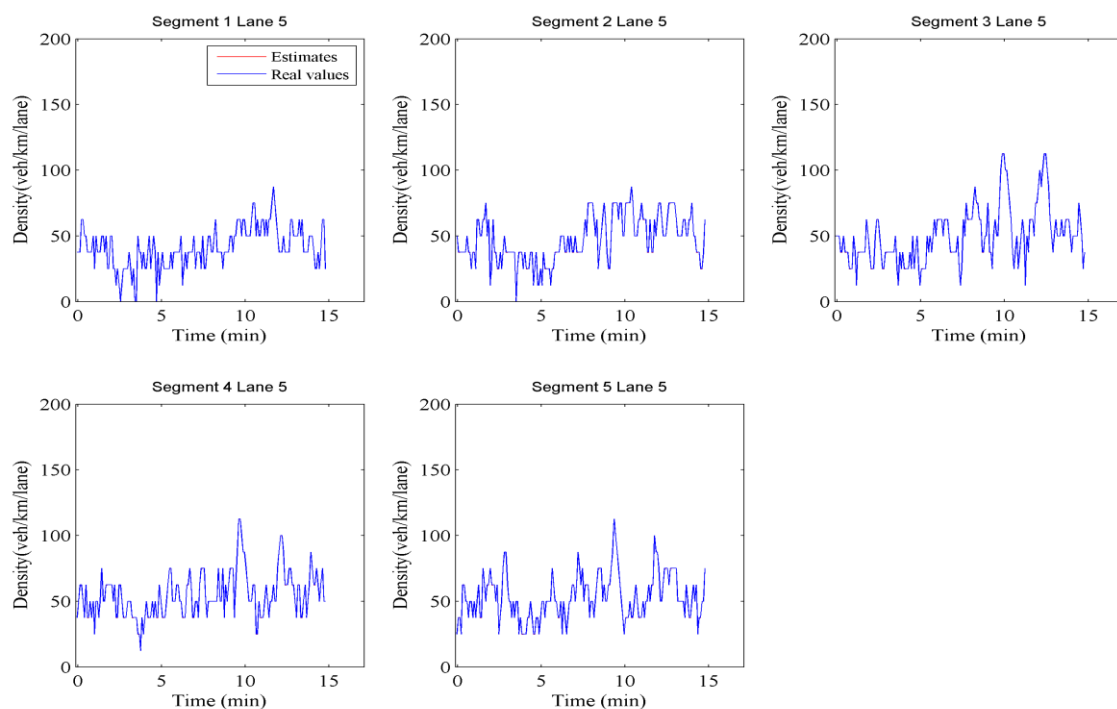 Segment 1 Lane 5
Segment 2 Lane 5
Segment 3 Lane 5
200
150
100
50
0
Density(veh/km/lane)
Estimates
Real values
0 5 10 15
Time (min)
200
150
100
50
0
Density(veh/km/lane)
0 5 10 15
Time (min)
200
150
100
50
0
Density(veh/km/lane)
0 5 10 15
Time (min)
Segment 4 Lane 5
Segment 5 Lane 5
200
150
100
50
0
Density(veh/km/lane)
0 5 10 15
Time (min)
200
150
100
50
0
Density(veh/km/lane)
0 5 10 15
Time (min)